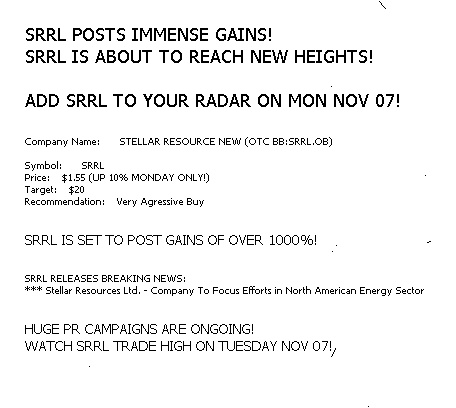 SRRL POSTS IMMENSE GAINS!
SRRL IS ABOUT TO REACH NEW HEIGHTS!
ADD SRRL TO YOUR RADAR ON MON NOV 07!
Company Name: STELLAR RESOURCE NEW (OTC BB:SRRL.OB)
Symbol: SRRL
Price: $1.55 (UP 10% MONDAY ONLY!)
Target: $20
Recommendation: Very Agressive Buy
SRRL IS SET TO POST GAINS OF OVER 1000%!
SRRL RELEASES BREAKING NEWS:
*** Stellar Resources Ltd. - Company To Focus Efforts in North American Energy Sector
HUGE PR CAMPAIGNS ARE ONGOING!
WATCH SRRL TRADE HIGH ON TUESDAY NOV 07!